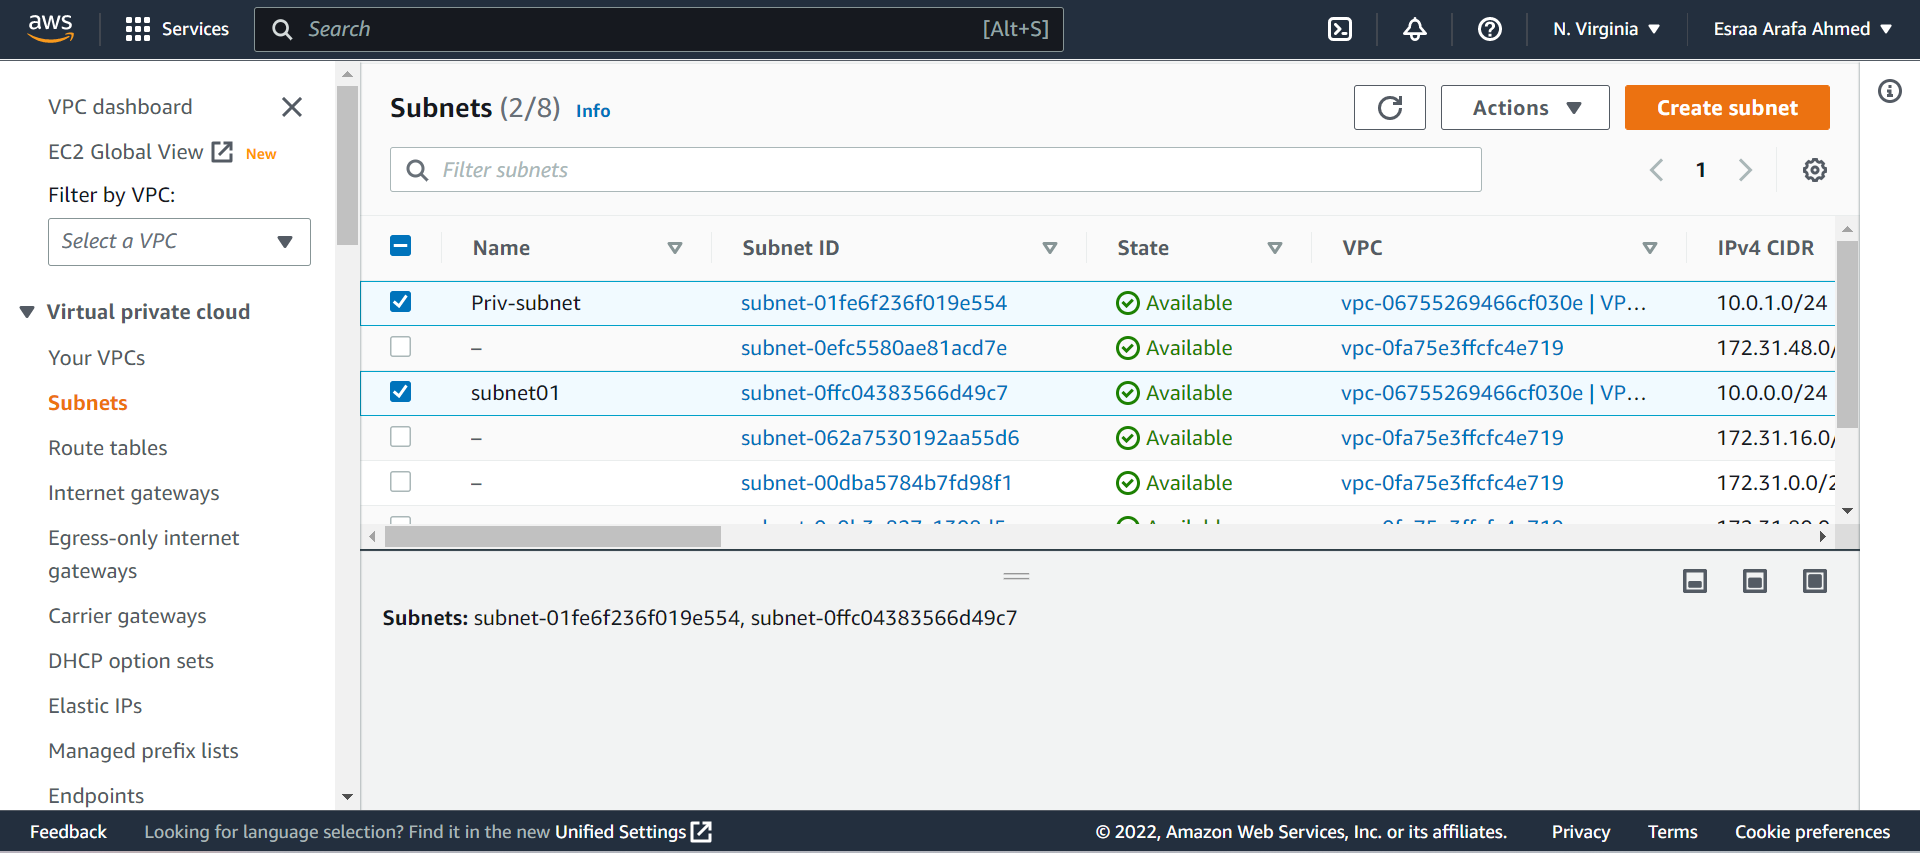 aws
Services
Search [Alt+S]
N. Virginia
Esraa Arafa Ahmed
VPC dashboard
EC2 Global View New
Filter by VPC:
Select a VPC
Virtual private cloud
Your VPCs
Subnets
Route tables
Internet gateways
Egress-only internet
gateways
Carrier gateways
DHCP option sets
Elastic IPs
Managed prefix lists
Endpoints
Subnets (2/8) Info
Actions
Create subnet
Filter subnets
1
Name Subnet ID State VPC IPv4 CIDR
Priv-subnet subnet-01fe6f236f019e554 Available vpc-06755269466cf030e | VP... 10.0.1.0/24
– subnet-0efc5580ae81acd7e Available vpc-0fa75e3ffcfc4e719 172.31.48.0/
subnet01 subnet-0ffc04383566d49c7 Available vpc-06755269466cf030e | VP... 10.0.0.0/24
– subnet-062a7530192aa55d6 Available vpc-0fa75e3ffcfc4e719 172.31.16.0/
– subnet-00dba5784b7fd98f1 Available vpc-0fa75e3ffcfc4e719 172.31.0.0/2
Subnets: subnet-01fe6f236f019e554, subnet-0ffc04383566d49c7
Feedback
Looking for language selection? Find it in the new Unified Settings
© 2022, Amazon Web Services, Inc. or its affiliates.
Privacy
Terms
Cookie preferences